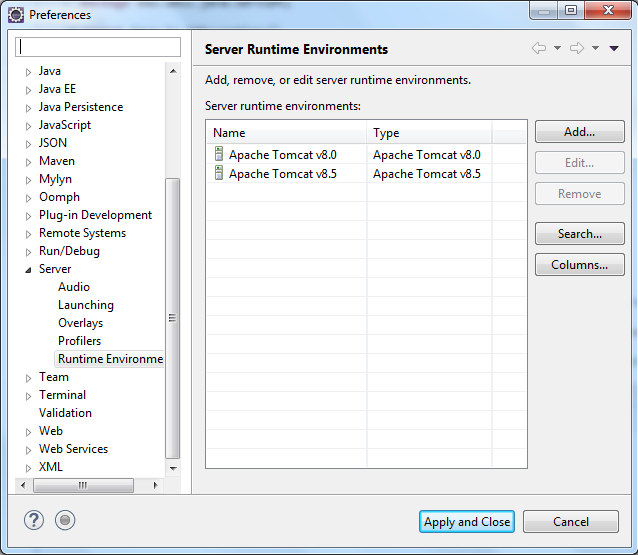 Preferences
Java
Java EE
Java Persistence
JavaScript
JSON
Maven
Mylyn
Oomph
Plug-in Development
Remote Systems
Run/Debug
Server
Audio
Launching
Overlays
Profilers
Runtime Environme
Team
Terminal
Validation
Web
Web Services
XML
Server Runtime Environments
Add, remove, or edit server runtime environments.
Server runtime environments:
Name Type
Apache Tomcat v8.0 Apache Tomcat v8.0
Apache Tomcat v8.5 Apache Tomcat v8.5
Add...
Edit...
Remove
Search...
Columns...
?
Apply and Close
Cancel